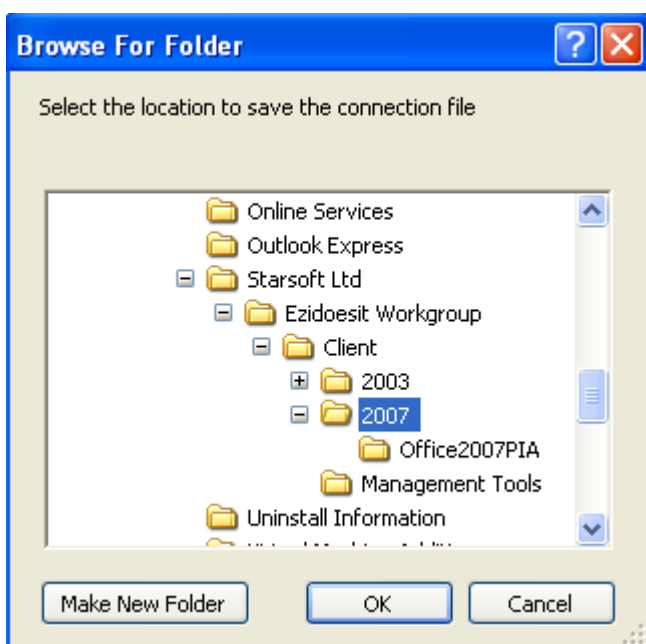 Browse For Folder
Select the location to save the connection file
Online Services
Outlook Express
Starsoft Ltd
Ezidoesit Workgroup
Client
2003
2007
Office2007PIA
Management Tools
Uninstall Information
Make New Folder
OK
Cancel